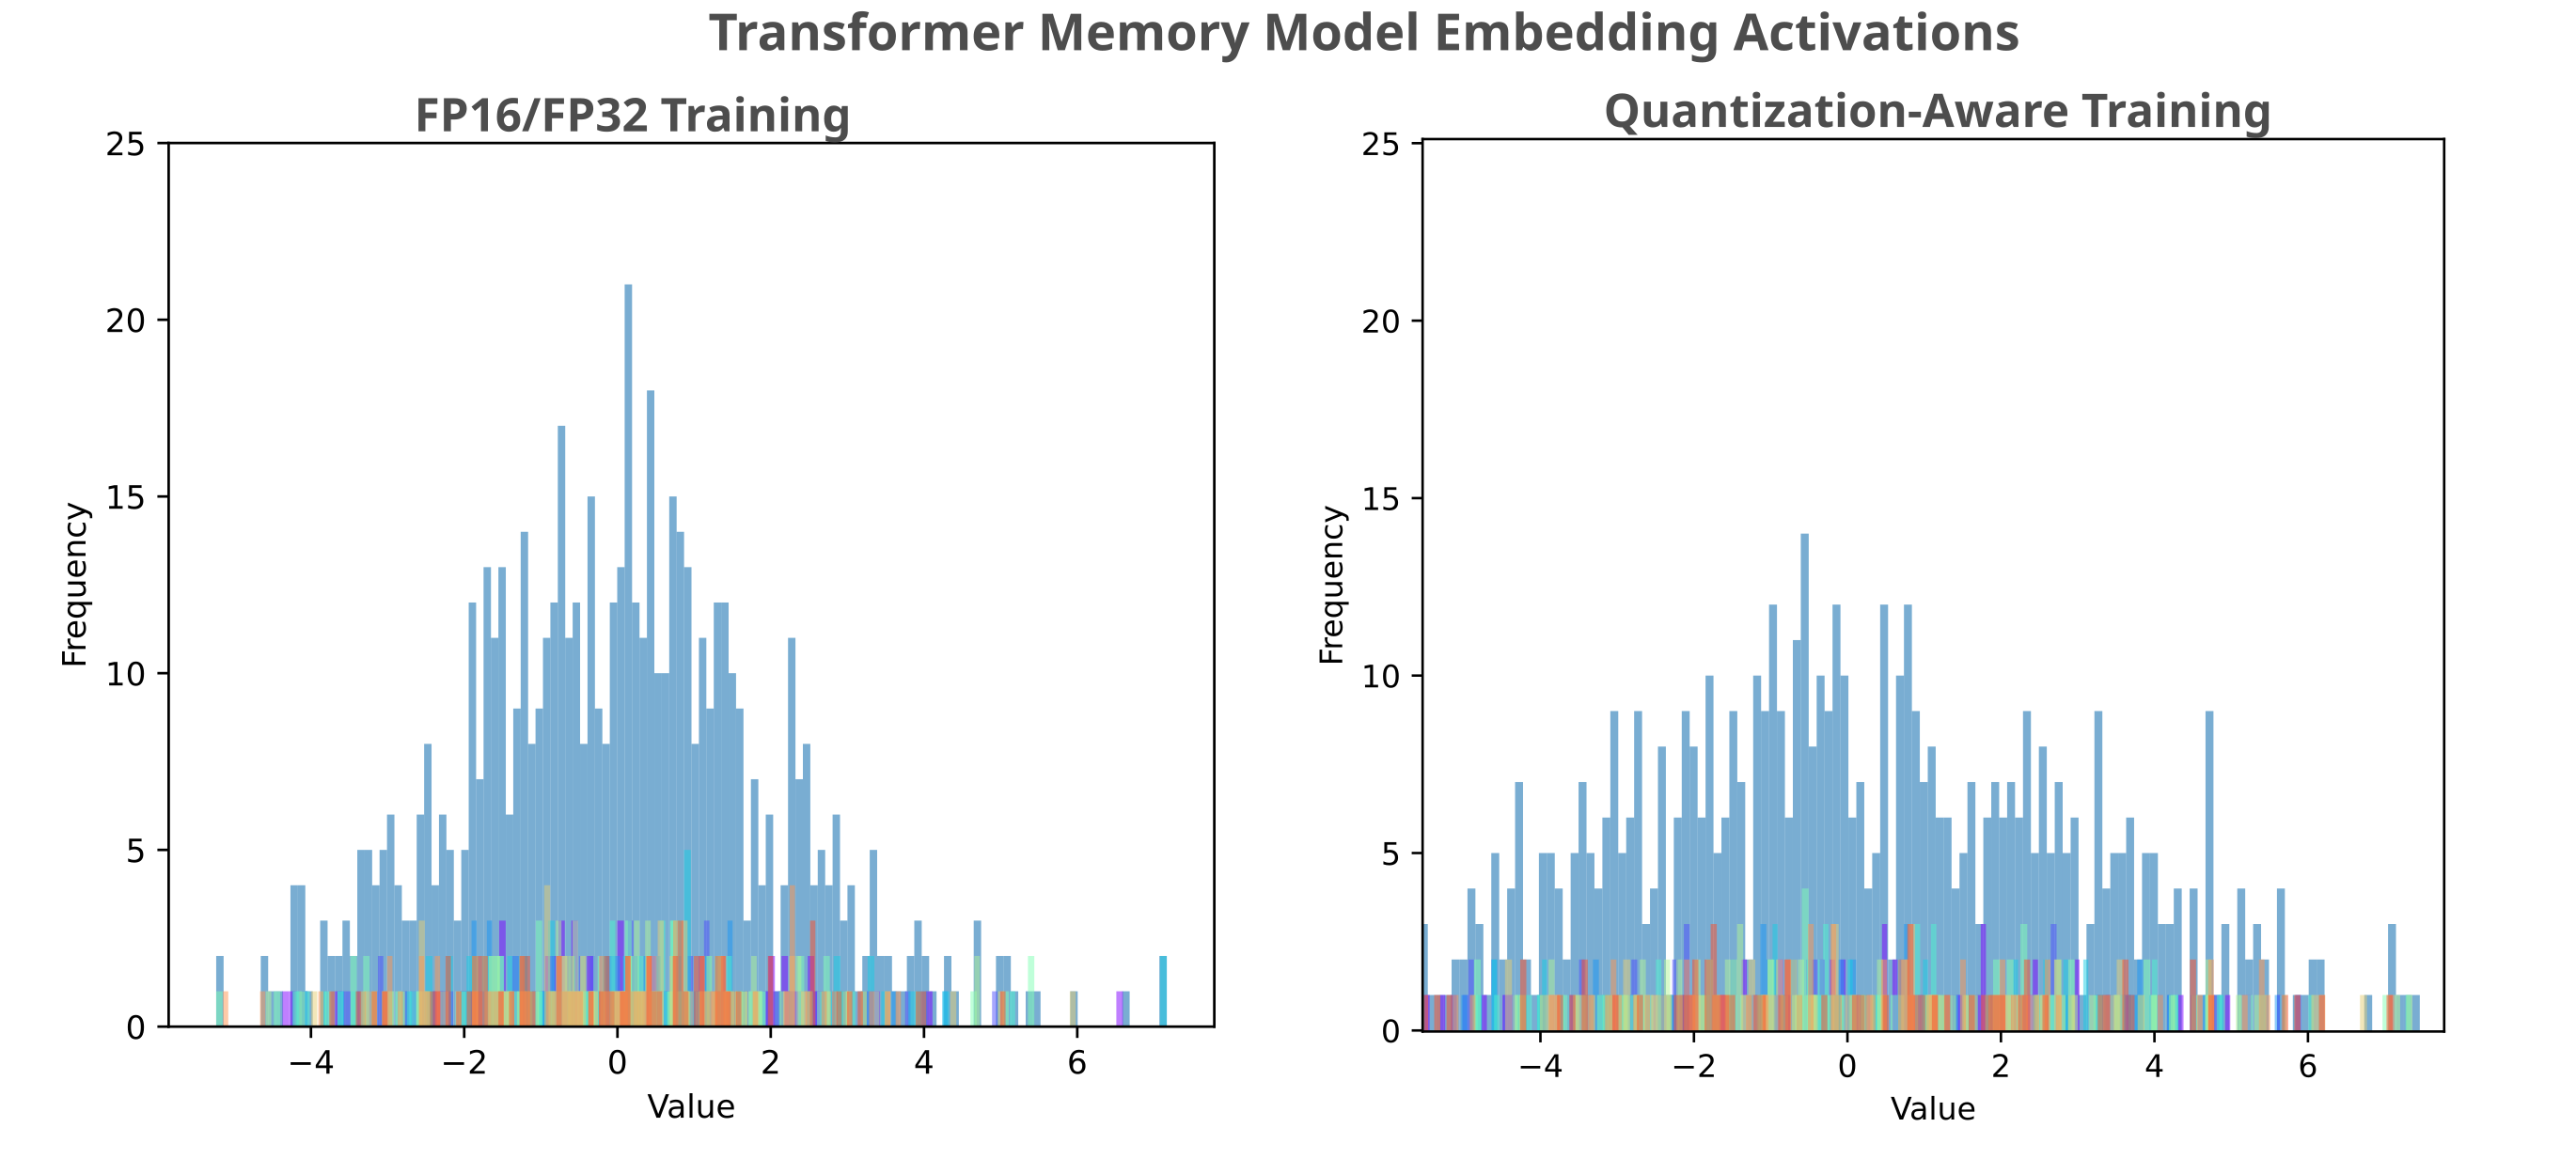 Transformer Memory Model Embedding Activations
FP16/FP32 Training
25
20
15
10
5
0
Frequency
−4 −2 0 2 4 6
Value
Quantization-Aware Training
25
20
15
10
5
0
Frequency
−4 −2 0 2 4 6
Value